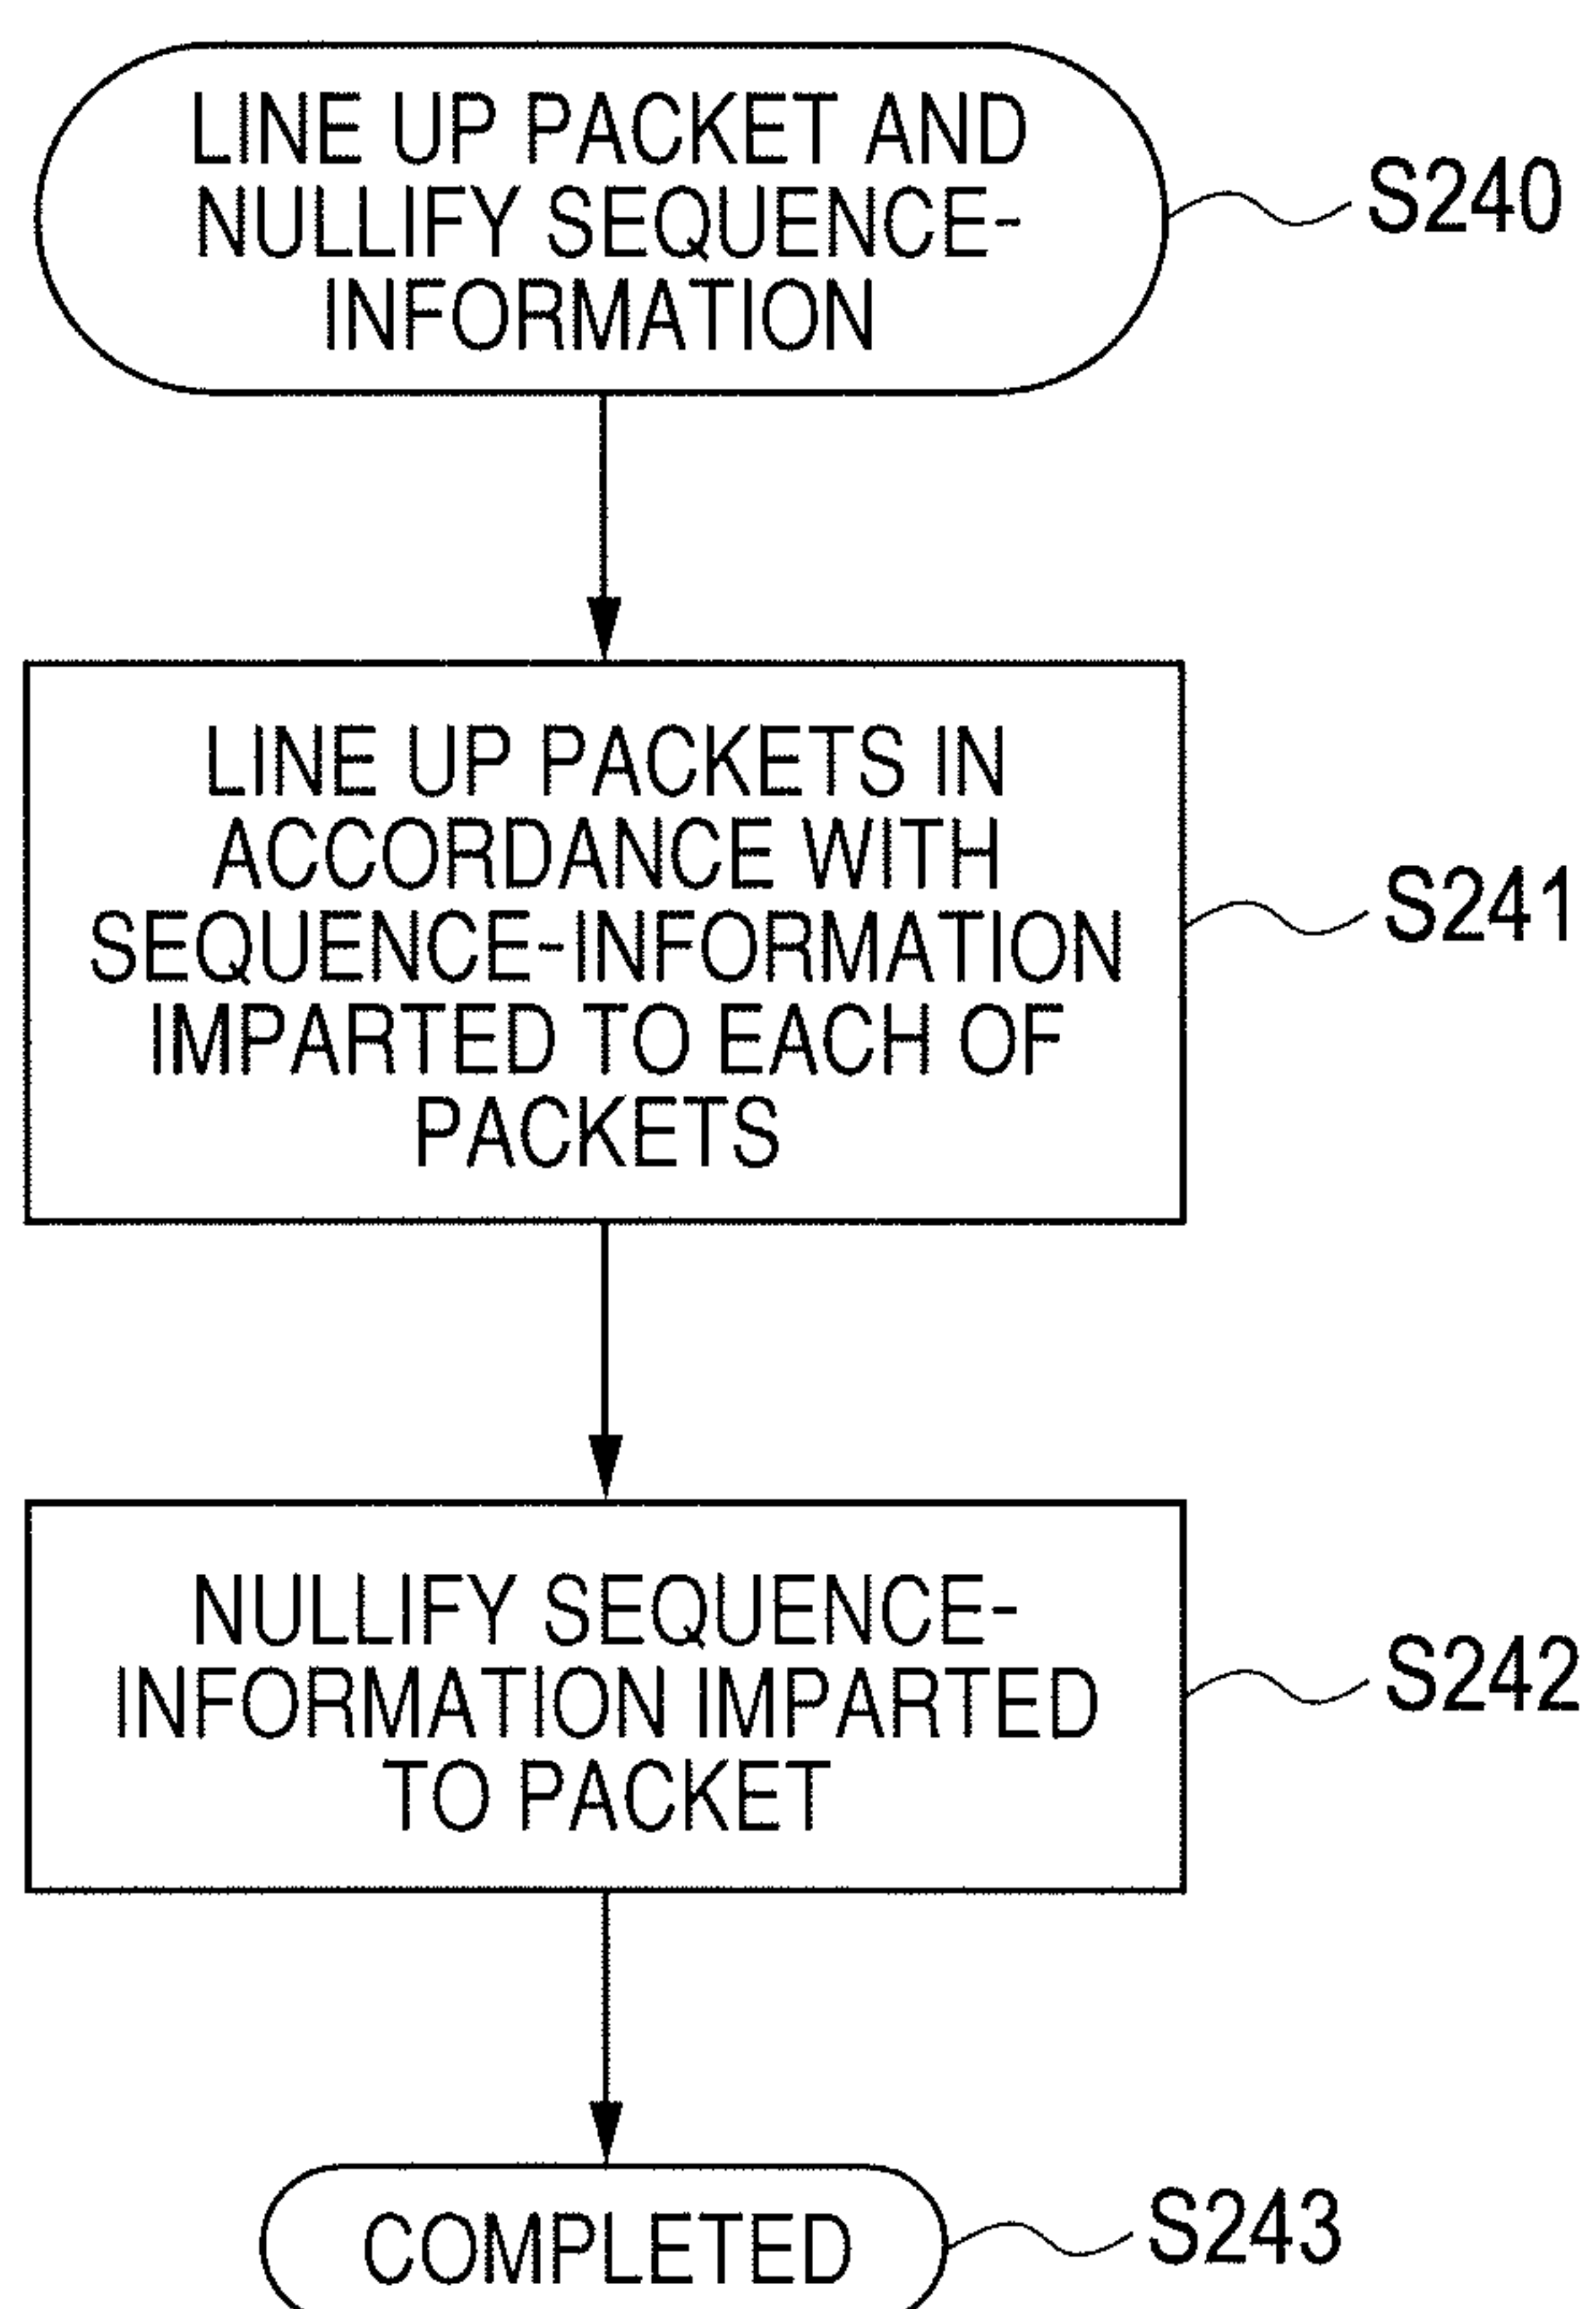 LINE UP PACKET AND
NULLIFY SEQUENCE-
INFORMATION
S240
LINE UP PACKETS IN
ACCORDANCE WITH
SEQUENCE-INFORMATION
IMPARTED TO EACH OF
PACKETS
S241
NULLIFY SEQUENCE-
INFORMATION IMPARTED
TO PACKET
S242
COMPLETED
S243